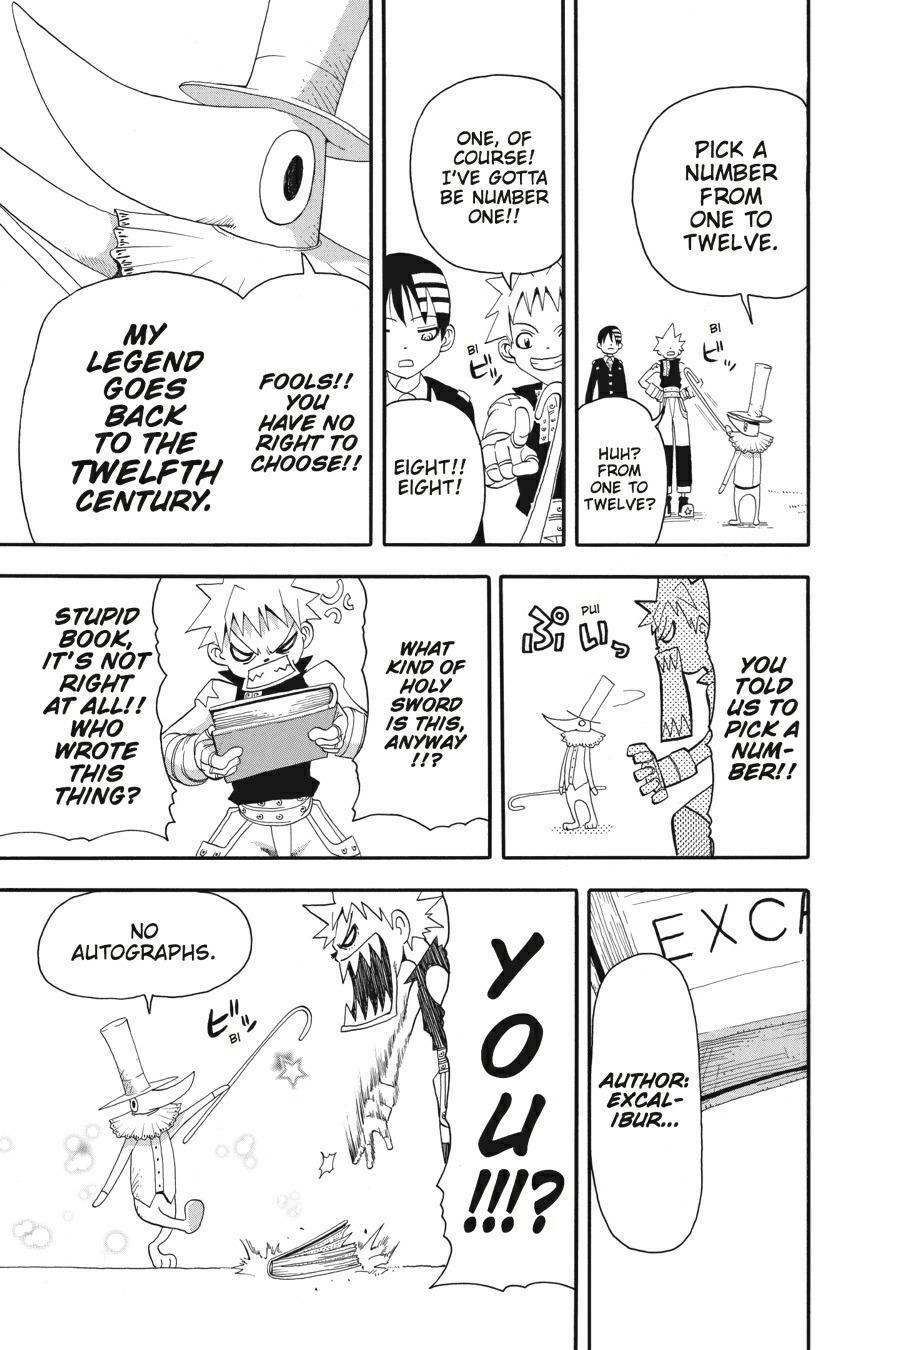 PICK A
NUMBER
FROM
ONE TO
TWELVE.
BI
ビッ
HUH?
FROM
ONE TO
TWELVE?
ONE, OF
COURSE!
I'VE GOTTA
BE NUMBER
ONE!!
BI
ビッ
EIGHT!!
EIGHT!
FOOLS!!
YOU
HAVE NO
RIGHT TO
CHOOSE!!
MY
LEGEND
GOES
BACK
TO THE
TWELFTH
CENTURY.
YOU
TOLD
US TO
PICK A
NUM-
BER!!
PUI
ぷいっ
WHAT
KIND OF
HOLY
SWORD
IS THIS,
ANYWAY
!!?
STUPID
BOOK,
IT'S NOT
RIGHT
AT ALL!!
WHO
WROTE
THIS
THING?
EXCA
AUTHOR:
EXCAL-
IBUR...
YOU!!!?
NO
AUTOGRAPHS.
ビッ
BI